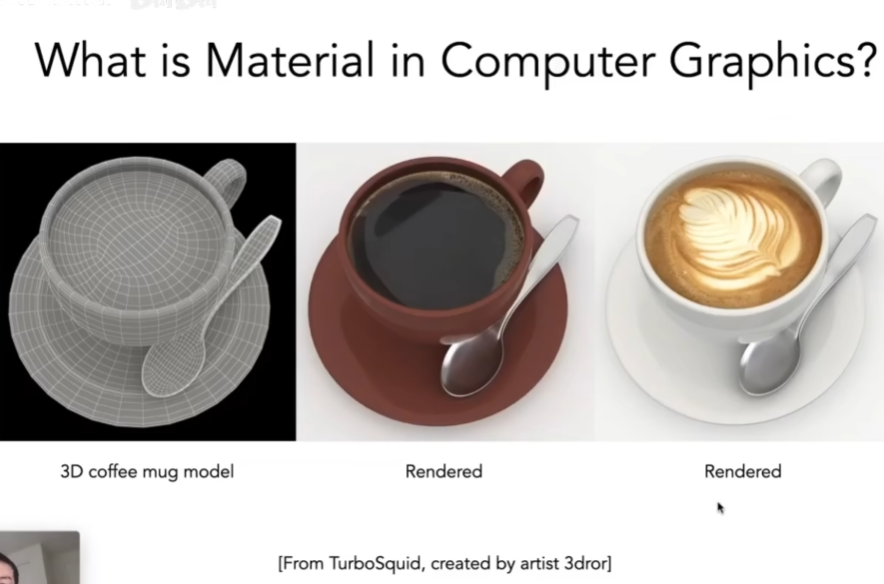 What is Material in Computer Graphics?
3D coffee mug model
Rendered
Rendered
[From TurboSquid, created by artist 3dror]